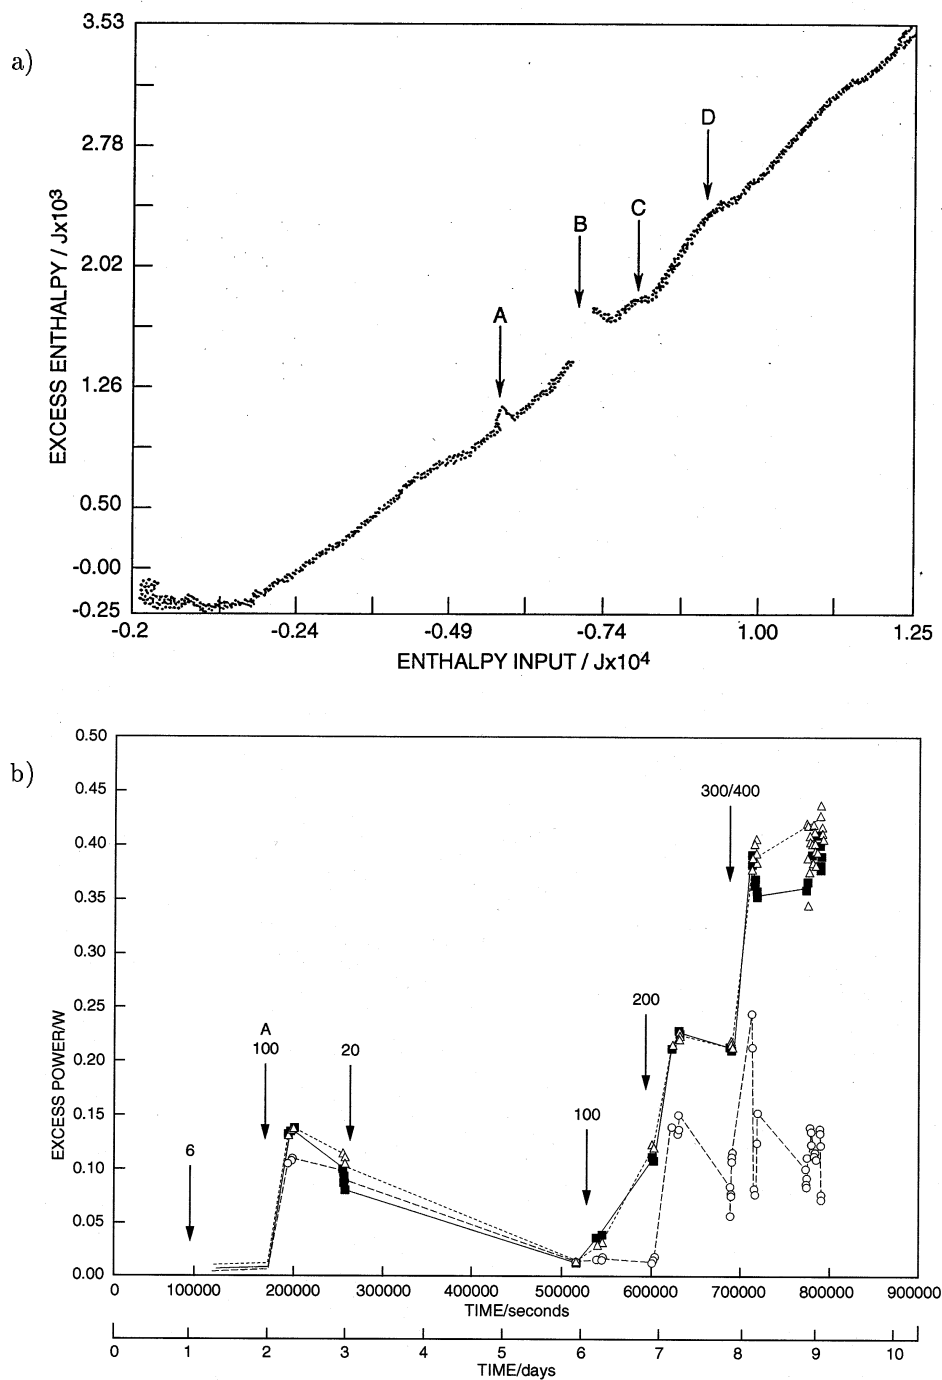 a)
3.53
2.78
2.02
1.26
0.50
-0.00
-0.25
EXCESS ENTHALPY / Jx10³
A
B
C
D
-0.2 -0.24 -0.49 -0.74 1.00 1.25
ENTHALPY INPUT / Jx10⁴
b)
0.50
0.45
0.40
0.35
0.30
0.25
0.20
0.15
0.10
0.05
0.00
EXCESS POWER/W
6
A
100
20
100
200
300/400
0 100000 200000 300000 400000 500000 600000 700000 800000 900000
TIME/seconds
0 1 2 3 4 5 6 7 8 9 10
TIME/days